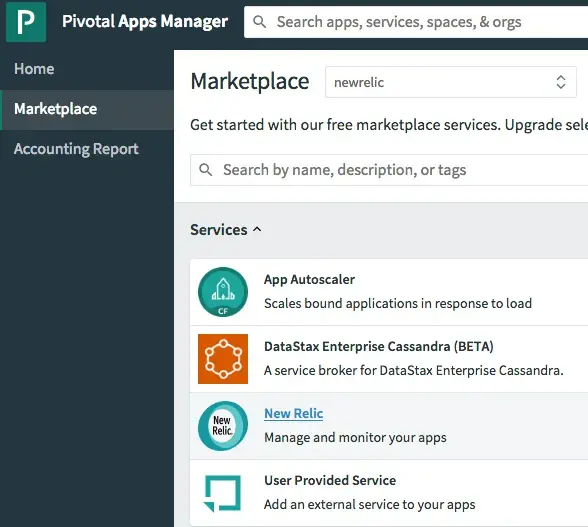 P Pivotal Apps Manager Search apps, services, spaces, & orgs
Home
Marketplace
Accounting Report
Marketplace newrelic
Get started with our free marketplace services. Upgrade sele
Search by name, description, or tags
Services
App Autoscaler
Scales bound applications in response to load
CF
DataStax Enterprise Cassandra (BETA)
A service broker for DataStax Enterprise Cassandra.
New Relic.
New Relic
Manage and monitor your apps
User Provided Service
Add an external service to your apps